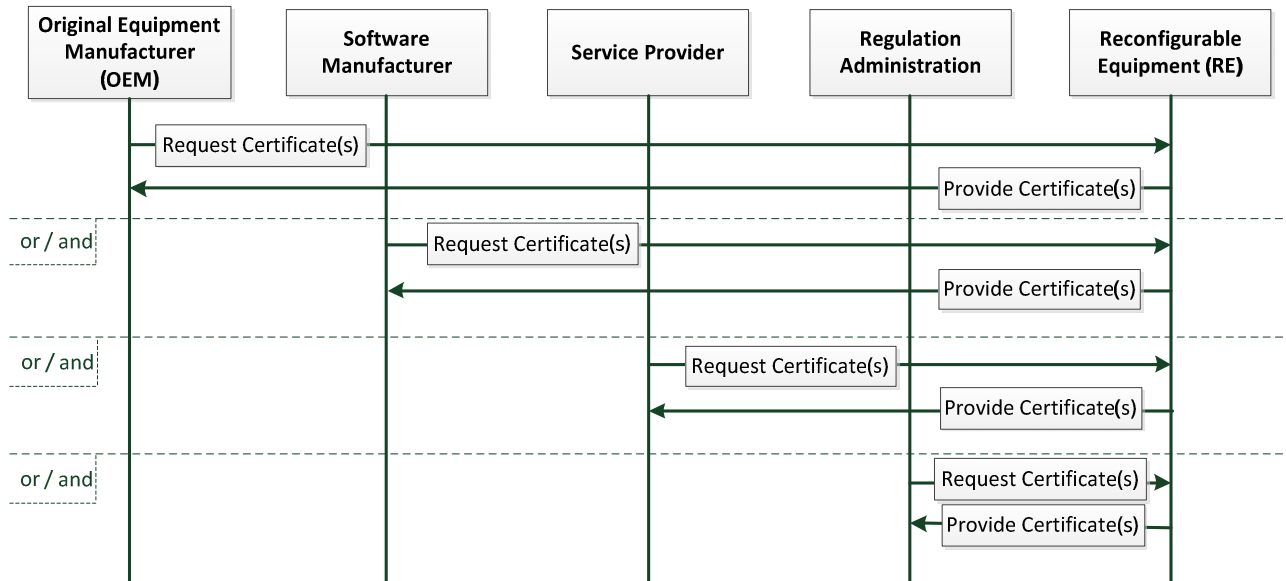 Original Equipment
Manufacturer
(OEM)
Software
Manufacturer
Service Provider
Regulation
Administration
Reconfigurable
Equipment (RE)
Request Certificate(s)
Provide Certificate(s)
or / and
Request Certificate(s)
Provide Certificate(s)
or / and
Request Certificate(s)
Provide Certificate(s)
or / and
Request Certificate(s)
Provide Certificate(s)